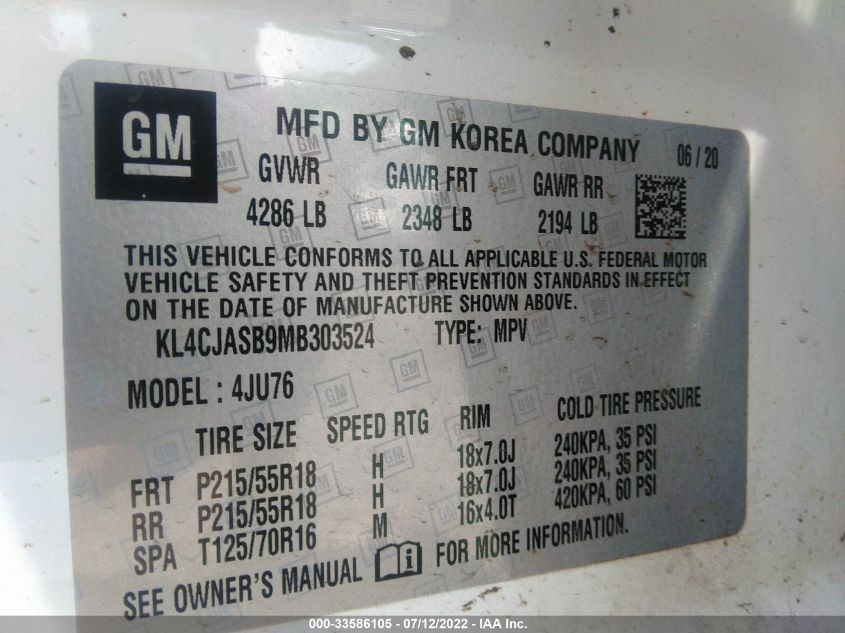 GM MFD BY GM KOREA COMPANY 06/20
GVWR GAWR FRT GAWR RR
4286 LB 2348 LB 2194 LB
THIS VEHICLE CONFORMS TO ALL APPLICABLE U.S. FEDERAL MOTOR
VEHICLE SAFETY AND THEFT PREVENTION STANDARDS IN EFFECT
ON THE DATE OF MANUFACTURE SHOWN ABOVE.
KL4CJASB9MB303524 TYPE: MPV
MODEL : 4JU76
TIRE SIZE SPEED RTG RIM COLD TIRE PRESSURE
FRT P215/55R18 H 18x7.0J 240KPA, 35 PSI
RR P215/55R18 H 18x7.0J 240KPA, 35 PSI
SPA T125/70R16 M 16x4.0T 420KPA, 60 PSI
SEE OWNER'S MANUAL i FOR MORE INFORMATION.
000-33586105 - 07/12/2022 - IAA Inc.